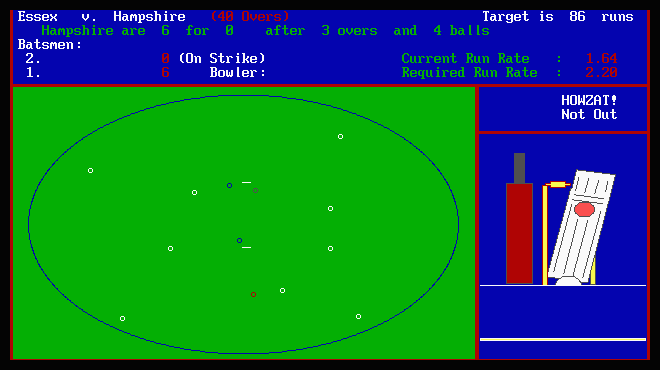 Essex v. Hampshire (40 Overs) Target is 86 runs
Hampshire are 6 for 0 after 3 overs and 4 balls
Batsmen:
2. 0 (On Strike) Current Run Rate : 1.64
1. 6 Bowler: Required Run Rate : 2.20
HOWZAT!
Not Out